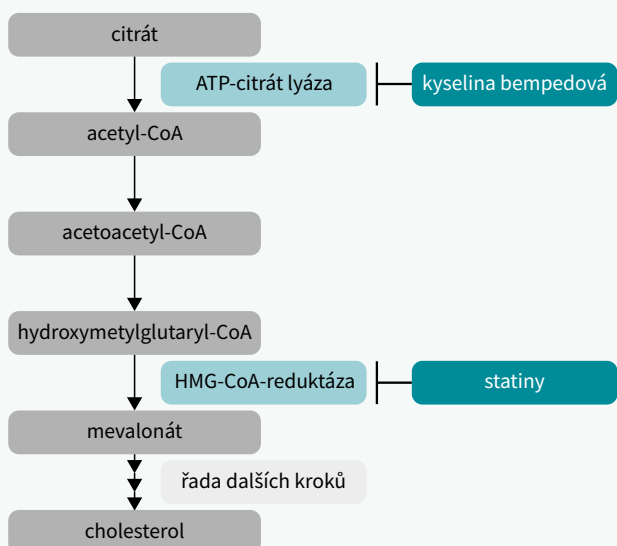 citrát
ATP-citrát lyáza
kyselina bempedová
acetyl-CoA
acetoacetyl-CoA
hydroxymetylglutaryl-CoA
HMG-CoA-reduktáza
statiny
mevalonát
řada dalších kroků
cholesterol